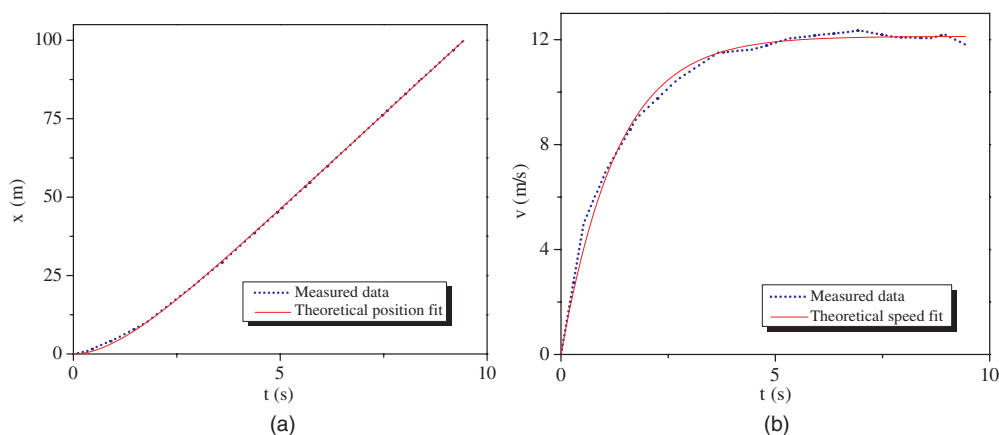 100
75
50
25
0
x (m)
Measured data
Theoretical position fit
0
5
10
t (s)
(a)
12
8
4
0
v (m/s)
Measured data
Theoretical speed fit
0
5
10
t (s)
(b)